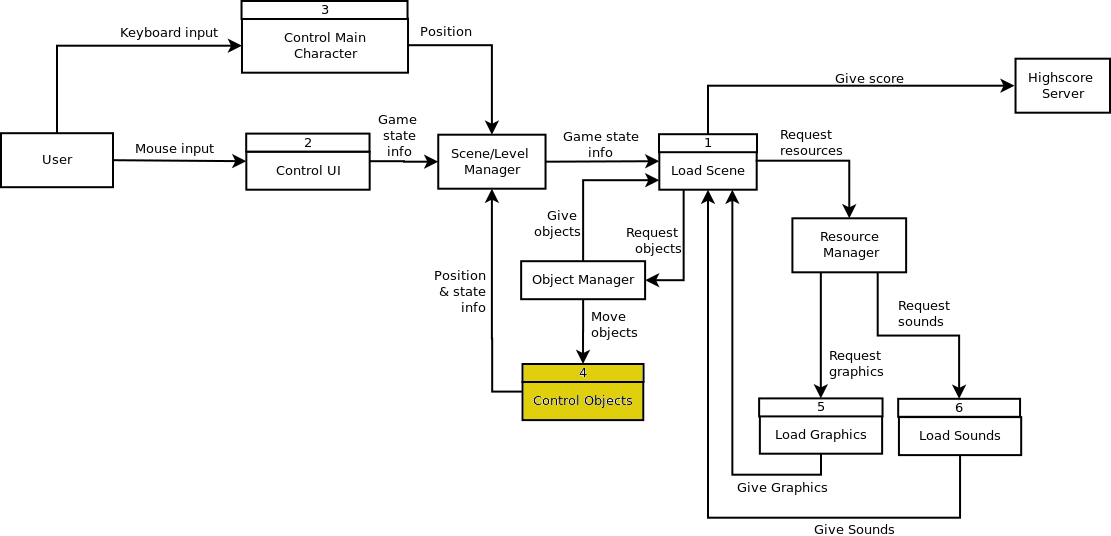 3
Control Main
Character
Keyboard input
Position
Give score
Highscore
Server
User
Mouse input
2
Control UI
Game
state
info
Scene/Level
Manager
Game state
info
1
Load Scene
Request
resources
Resource
Manager
Give
objects
Request
objects
Object Manager
Position
& state
info
Move
objects
4
Control Objects
Request
sounds
Request
graphics
5
Load Graphics
6
Load Sounds
Give Graphics
Give Sounds